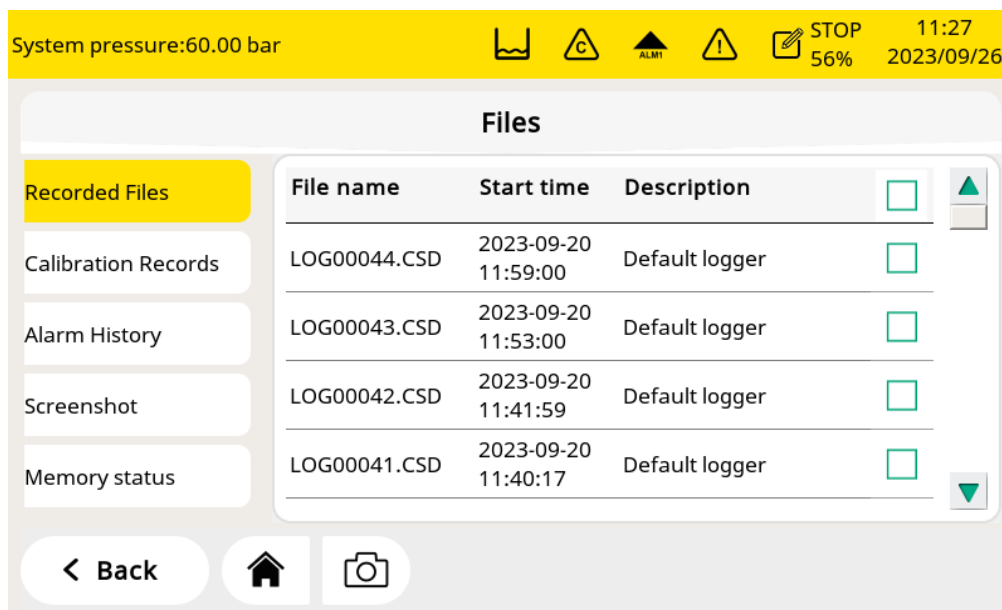 System pressure:60.00 bar
C
ALM1
!
STOP
56%
11:27
2023/09/26
Files
Recorded Files
Calibration Records
Alarm History
Screenshot
Memory status
File name Start time Description
LOG00044.CSD 2023-09-20 11:59:00 Default logger
LOG00043.CSD 2023-09-20 11:53:00 Default logger
LOG00042.CSD 2023-09-20 11:41:59 Default logger
LOG00041.CSD 2023-09-20 11:40:17 Default logger
Back